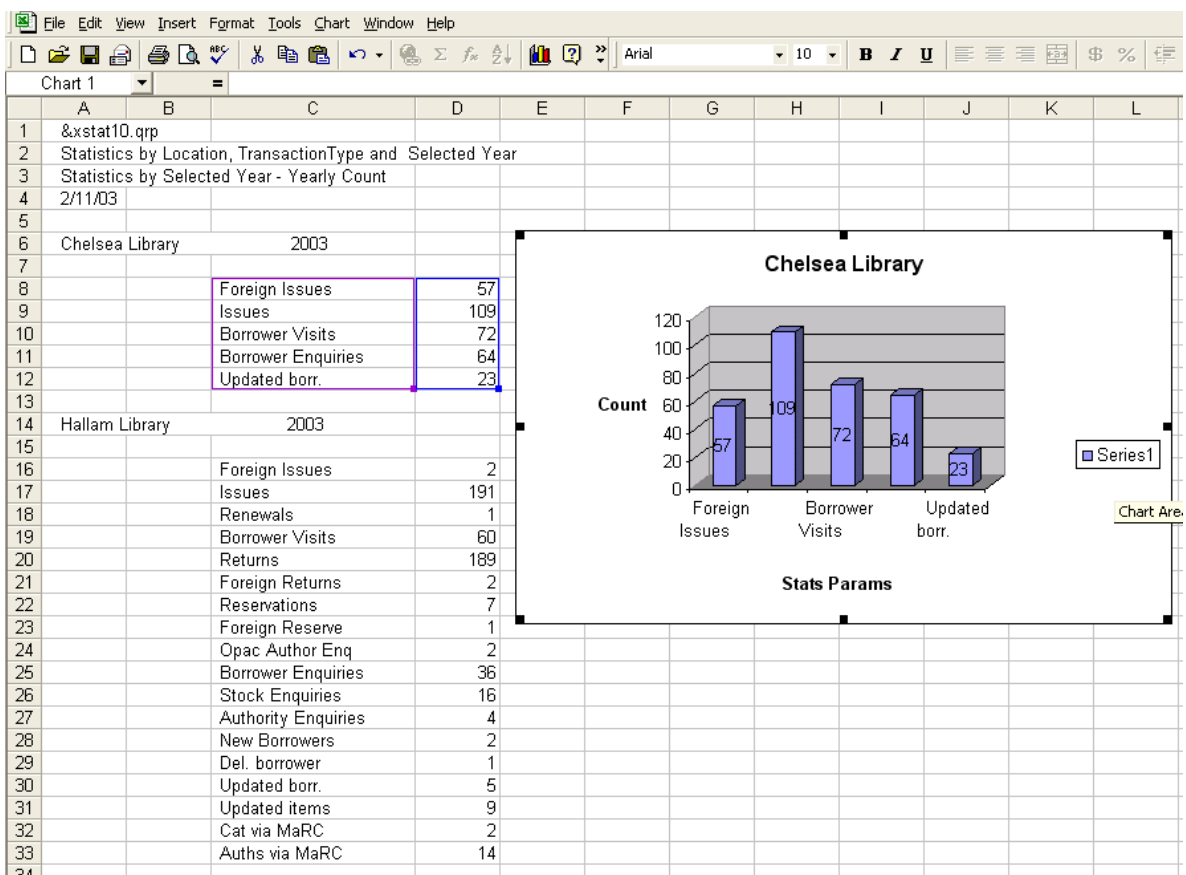 File Edit View Insert Format Tools Chart Window Help
Arial 10 B I U $ %
Chart 1 =
A B C D E F G H I J K L
1 &xstat10.qrp
2 Statistics by Location, TransactionType and Selected Year
3 Statistics by Selected Year - Yearly Count
4 2/11/03
5
6 Chelsea Library 2003
7
8 Foreign Issues 57
9 Issues 109
10 Borrower Visits 72
11 Borrower Enquiries 64
12 Updated borr. 23
13
14 Hallam Library 2003
15
16 Foreign Issues 2
17 Issues 191
18 Renewals 1
19 Borrower Visits 60
20 Returns 189
21 Foreign Returns 2
22 Reservations 7
23 Foreign Reserve 1
24 Opac Author Enq 2
25 Borrower Enquiries 36
26 Stock Enquiries 16
27 Authority Enquiries 4
28 New Borrowers 2
29 Del. borrower 1
30 Updated borr. 5
31 Updated items 9
32 Cat via MaRC 2
33 Auths via MaRC 14
34
Chelsea Library
120
100
80
Count 60
40
20
0
57 109 72 64 23
Foreign Borrower Updated
Issues Visits borr.
Stats Params
Series1
Chart Area